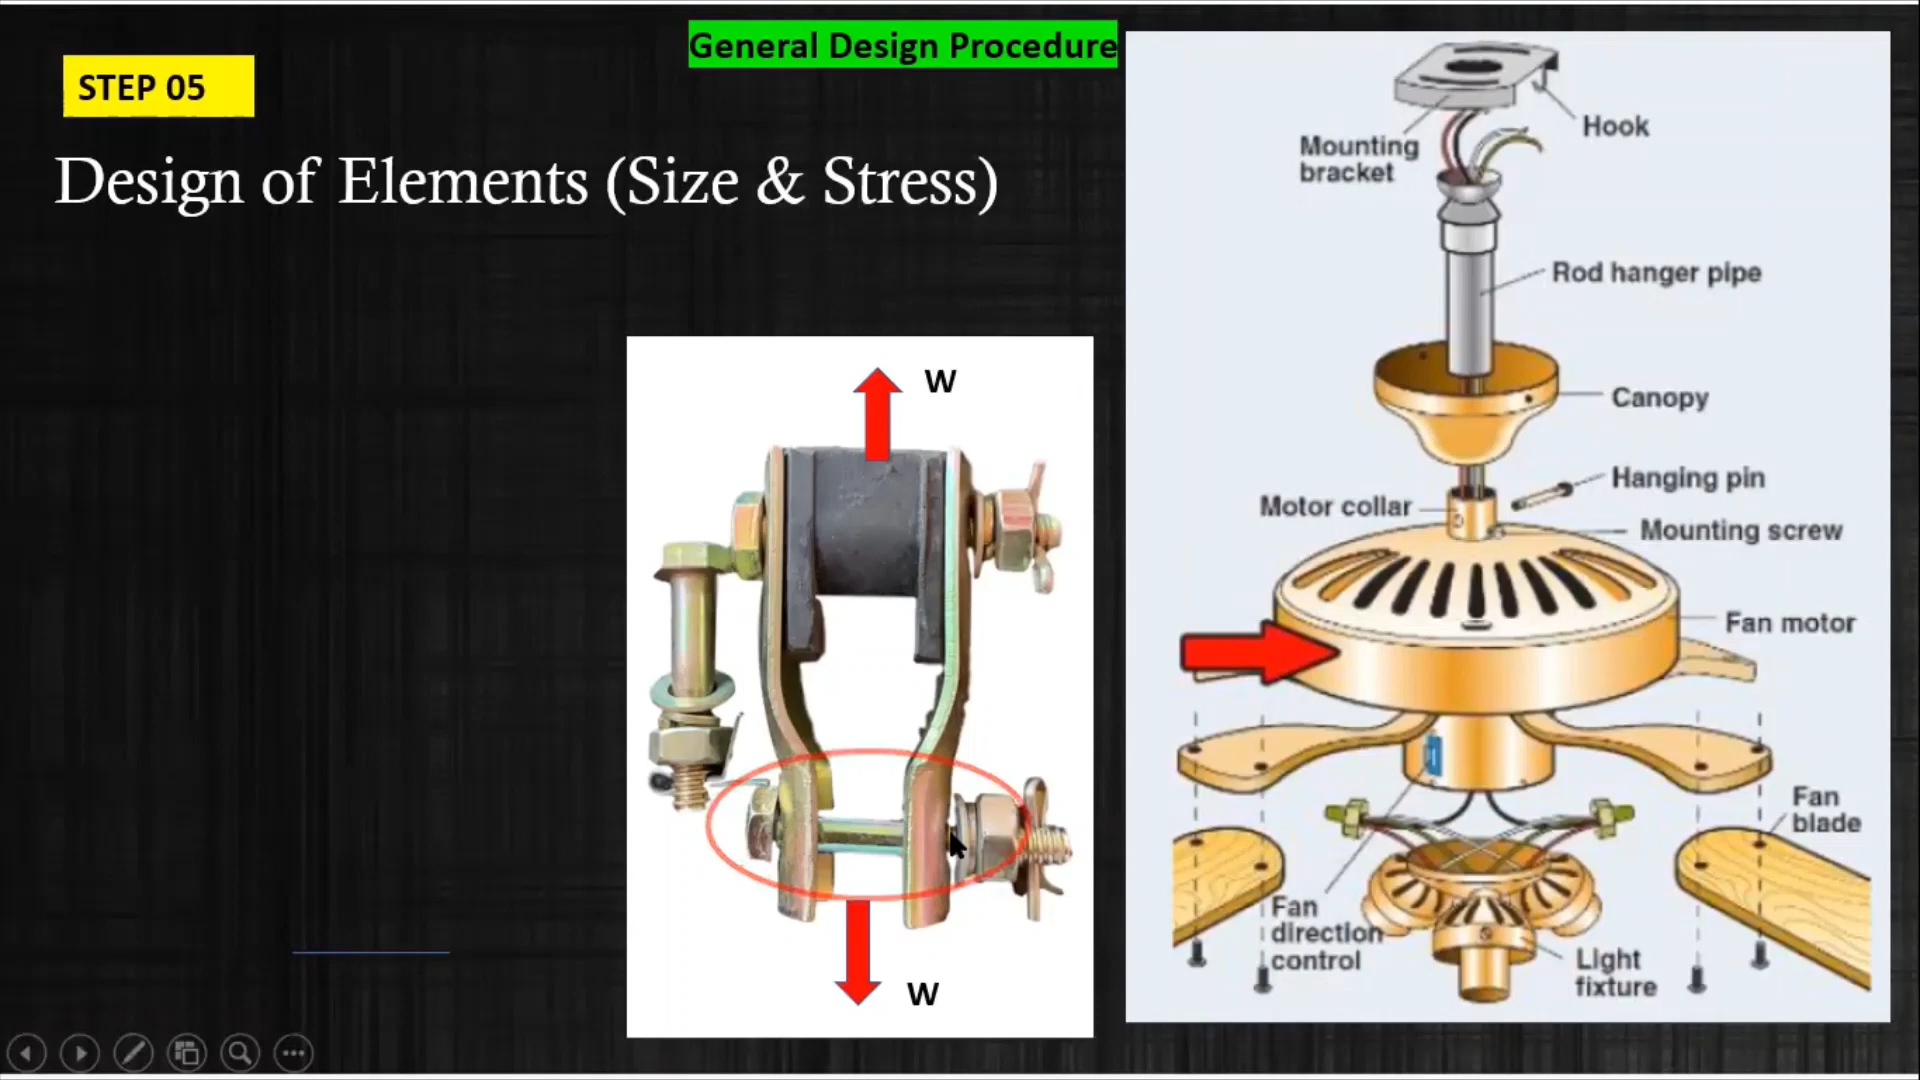 General Design Procedure
STEP 05
Design of Elements (Size & Stress)
W
W
Hook
Mounting
bracket
Rod hanger pipe
Canopy
Hanging pin
Motor collar
Mounting screw
Fan motor
Fan
blade
Fan
direction
control
Light
fixture